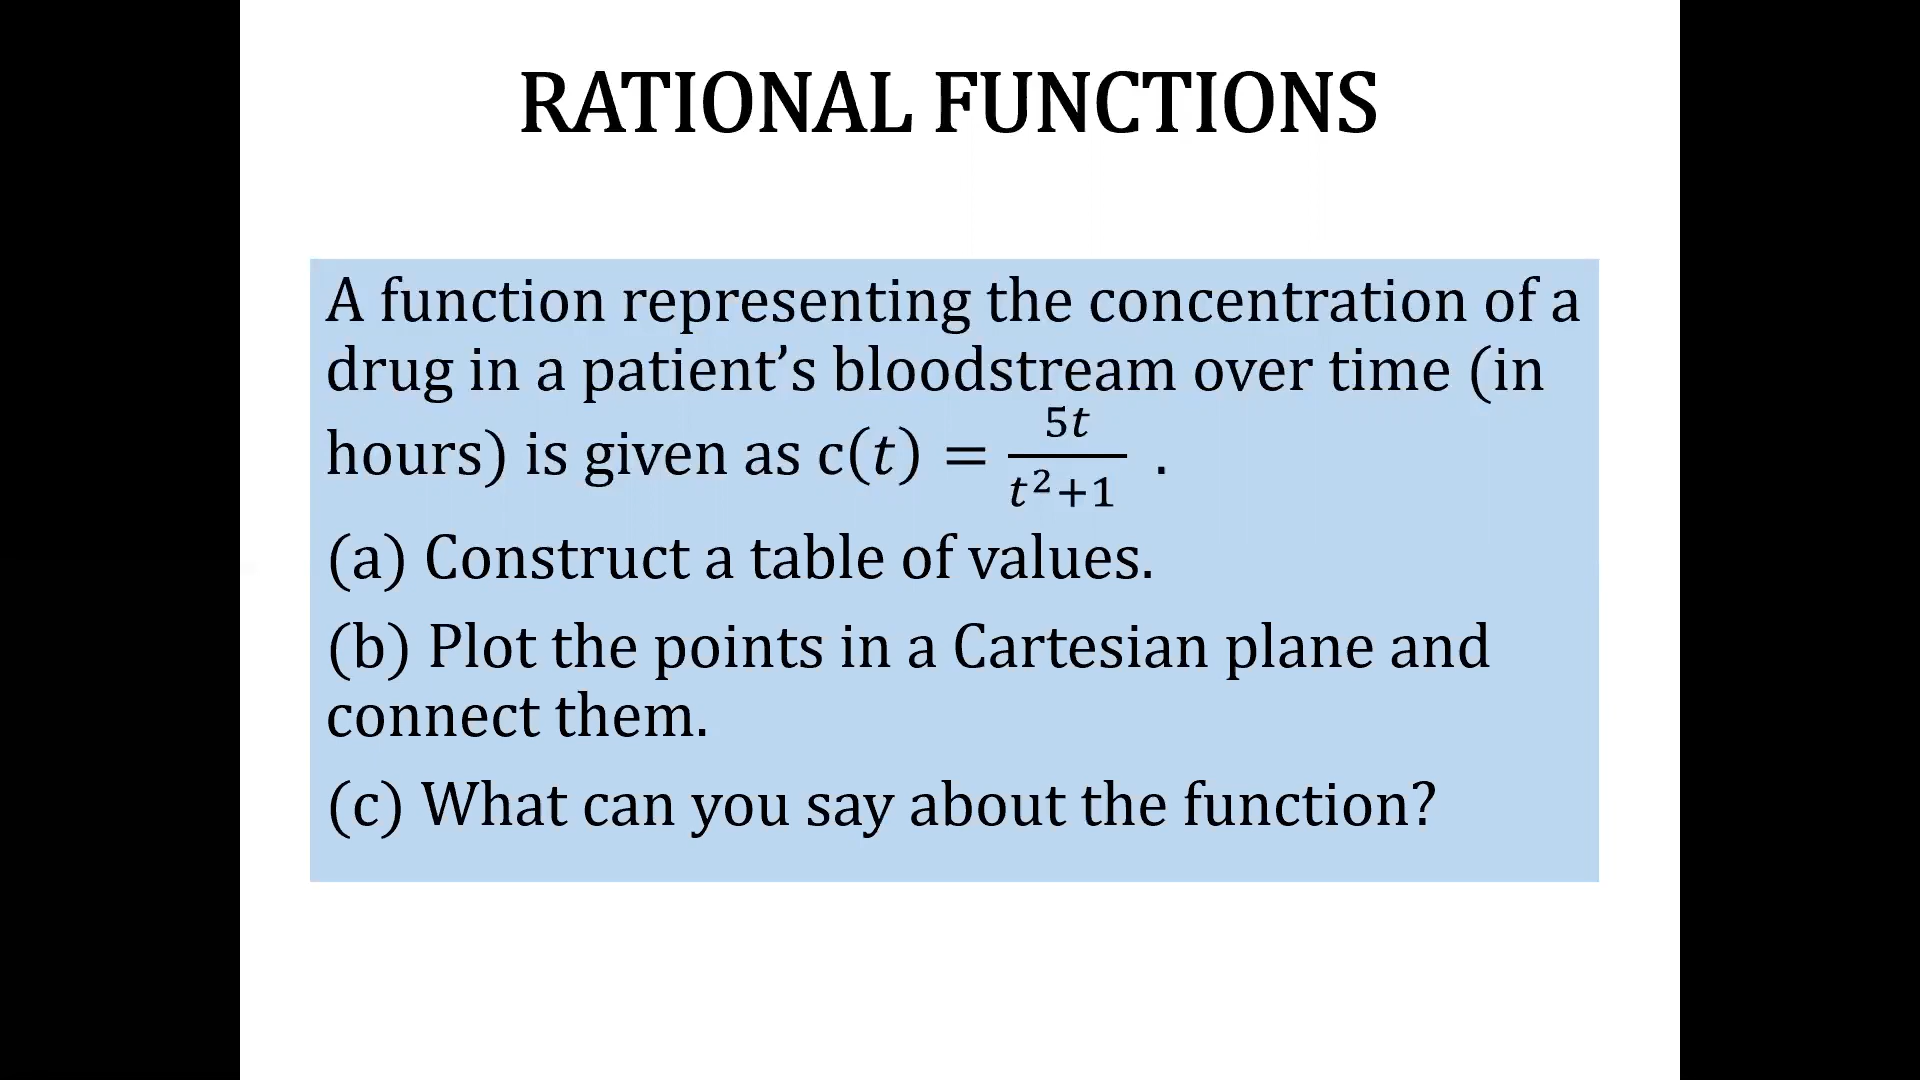 RATIONAL FUNCTIONS
A function representing the concentration of a
drug in a patient’s bloodstream over time (in
hours) is given as c(t) = \frac{5t}{t^2+1} .
(a) Construct a table of values.
(b) Plot the points in a Cartesian plane and
connect them.
(c) What can you say about the function?